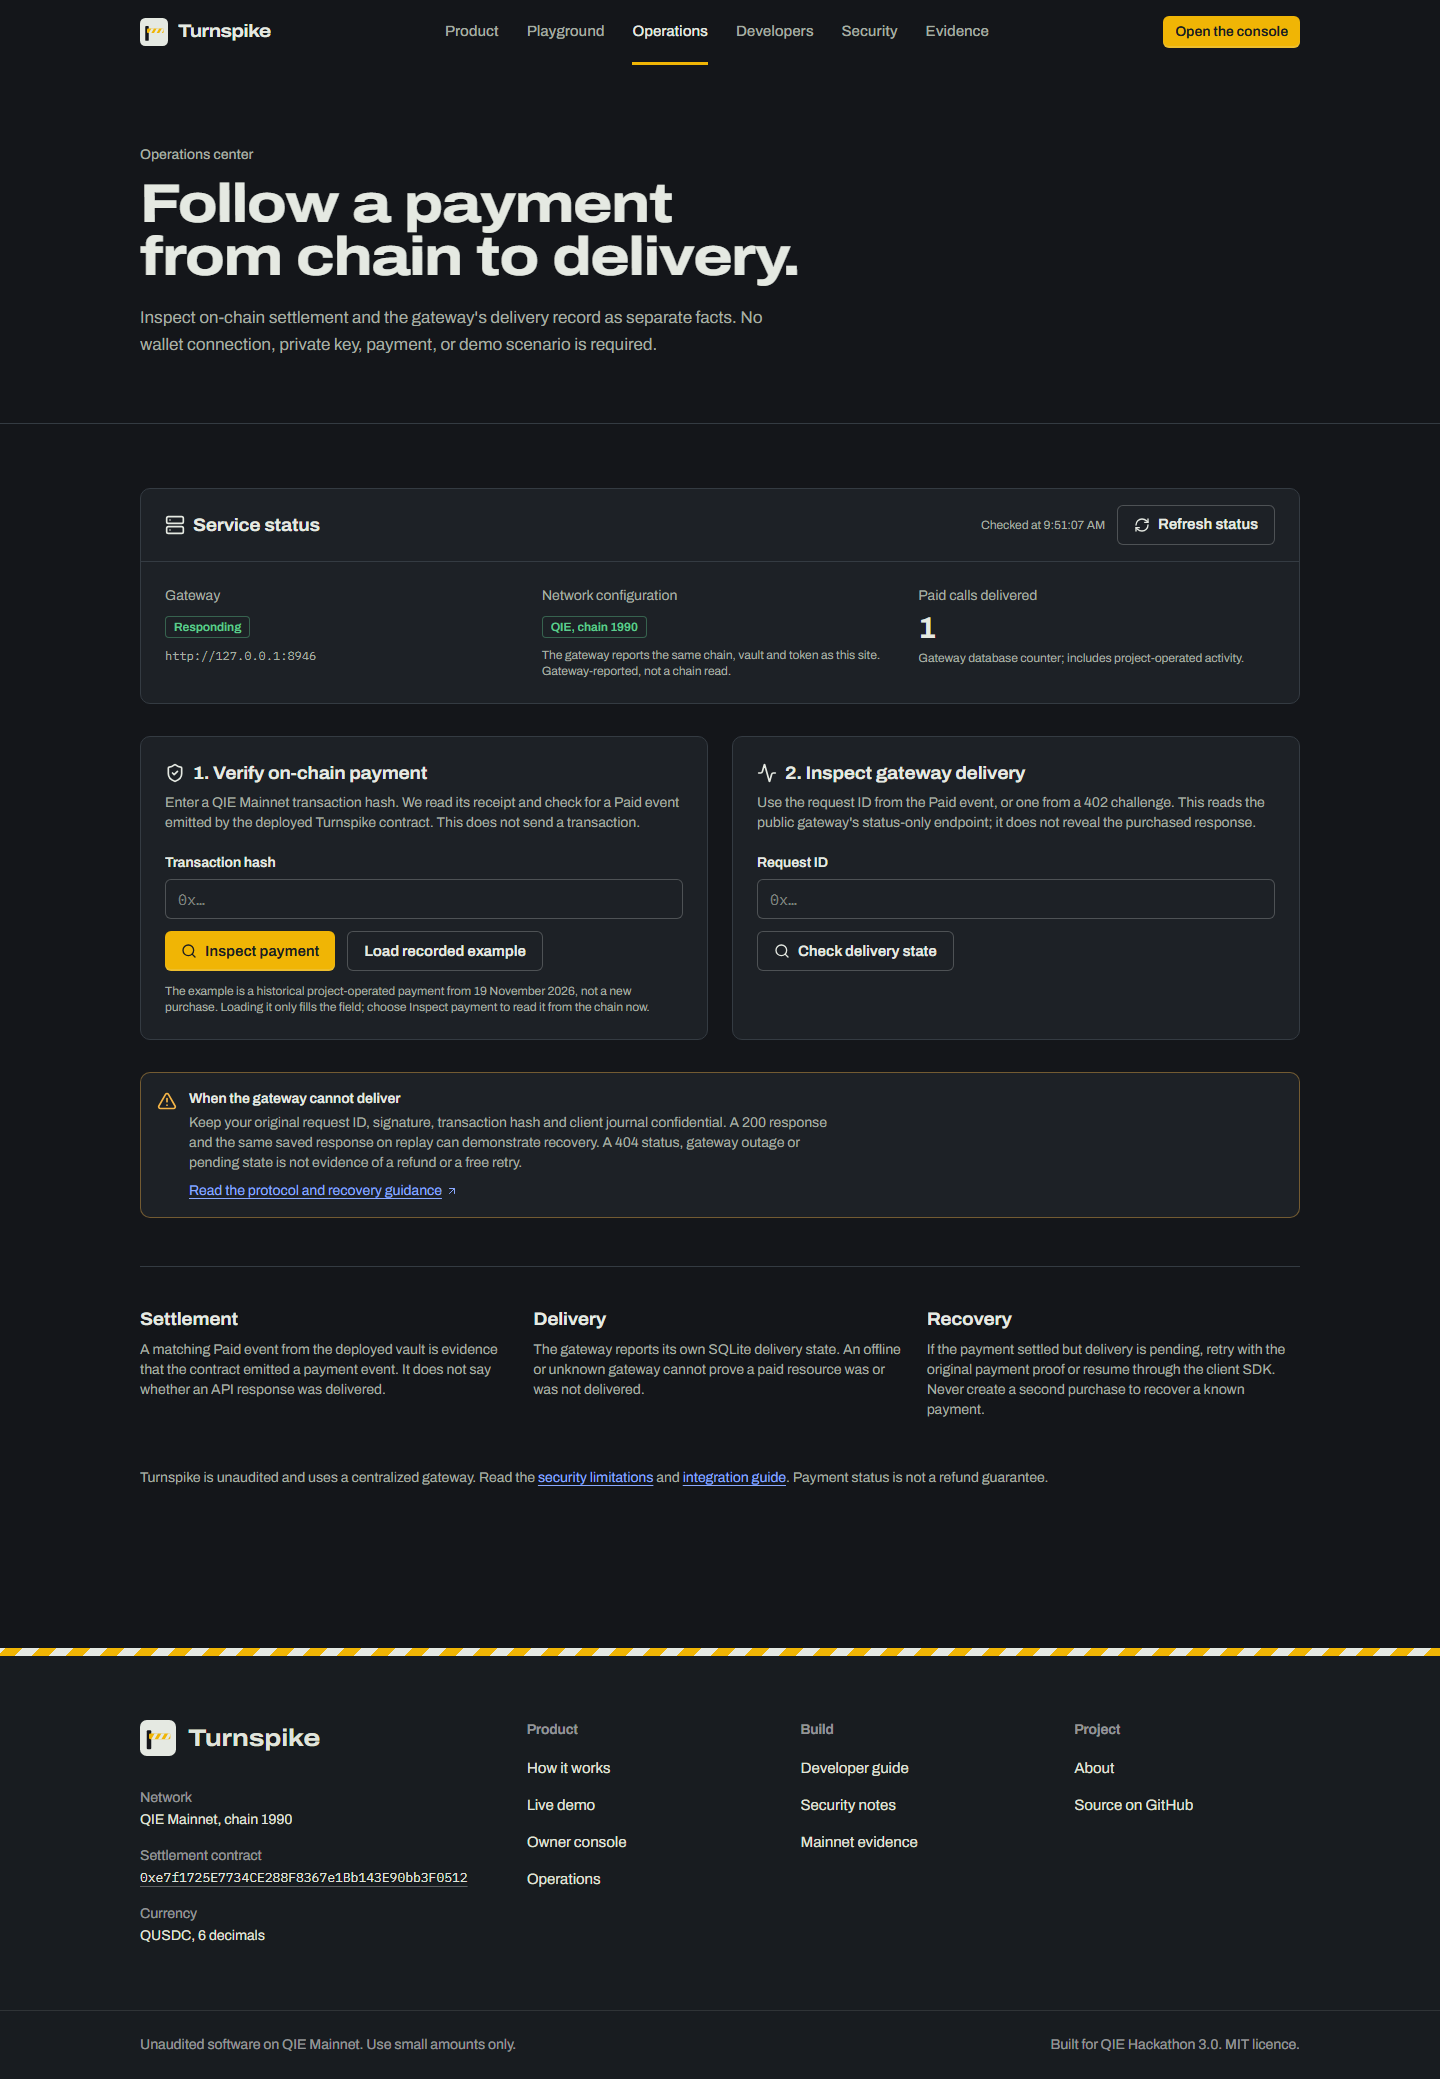 Turnspike
Product
Playground
Operations
Developers
Security
Evidence
Open the console
Operations center
Follow a payment
from chain to delivery.
Inspect on-chain settlement and the gateway's delivery record as separate facts. No
wallet connection, private key, payment, or demo scenario is required.
Service status
Checked at 9:51:07 AM
Refresh status
Gateway
Responding
http://127.0.0.1:8946
Network configuration
QIE, chain 1990
The gateway reports the same chain, vault and token as this site.
Gateway-reported, not a chain read.
Paid calls delivered
1
Gateway database counter; includes project-operated activity.
1. Verify on-chain payment
Enter a QIE Mainnet transaction hash. We read its receipt and check for a Paid event
emitted by the deployed Turnspike contract. This does not send a transaction.
Transaction hash
0x…
Inspect payment
Load recorded example
The example is a historical project-operated payment from 19 November 2026, not a new
purchase. Loading it only fills the field; choose Inspect payment to read it from the chain now.
2. Inspect gateway delivery
Use the request ID from the Paid event, or one from a 402 challenge. This reads the
public gateway's status-only endpoint; it does not reveal the purchased response.
Request ID
0x…
Check delivery state
When the gateway cannot deliver
Keep your original request ID, signature, transaction hash and client journal confidential. A 200 response
and the same saved response on replay can demonstrate recovery. A 404 status, gateway outage or
pending state is not evidence of a refund or a free retry.
Read the protocol and recovery guidance
Settlement
A matching Paid event from the deployed vault is evidence
that the contract emitted a payment event. It does not say
whether an API response was delivered.
Delivery
The gateway reports its own SQLite delivery state. An offline
or unknown gateway cannot prove a paid resource was or
was not delivered.
Recovery
If the payment settled but delivery is pending, retry with the
original payment proof or resume through the client SDK.
Never create a second purchase to recover a known
payment.
Turnspike is unaudited and uses a centralized gateway. Read the security limitations and integration guide. Payment status is not a refund guarantee.
Turnspike
Network
QIE Mainnet, chain 1990
Settlement contract
0xe7f1725E7734CE288F8367e1Bb143E90bb3F0512
Currency
QUSDC, 6 decimals
Product
How it works
Live demo
Owner console
Operations
Build
Developer guide
Security notes
Mainnet evidence
Project
About
Source on GitHub
Unaudited software on QIE Mainnet. Use small amounts only.
Built for QIE Hackathon 3.0. MIT licence.